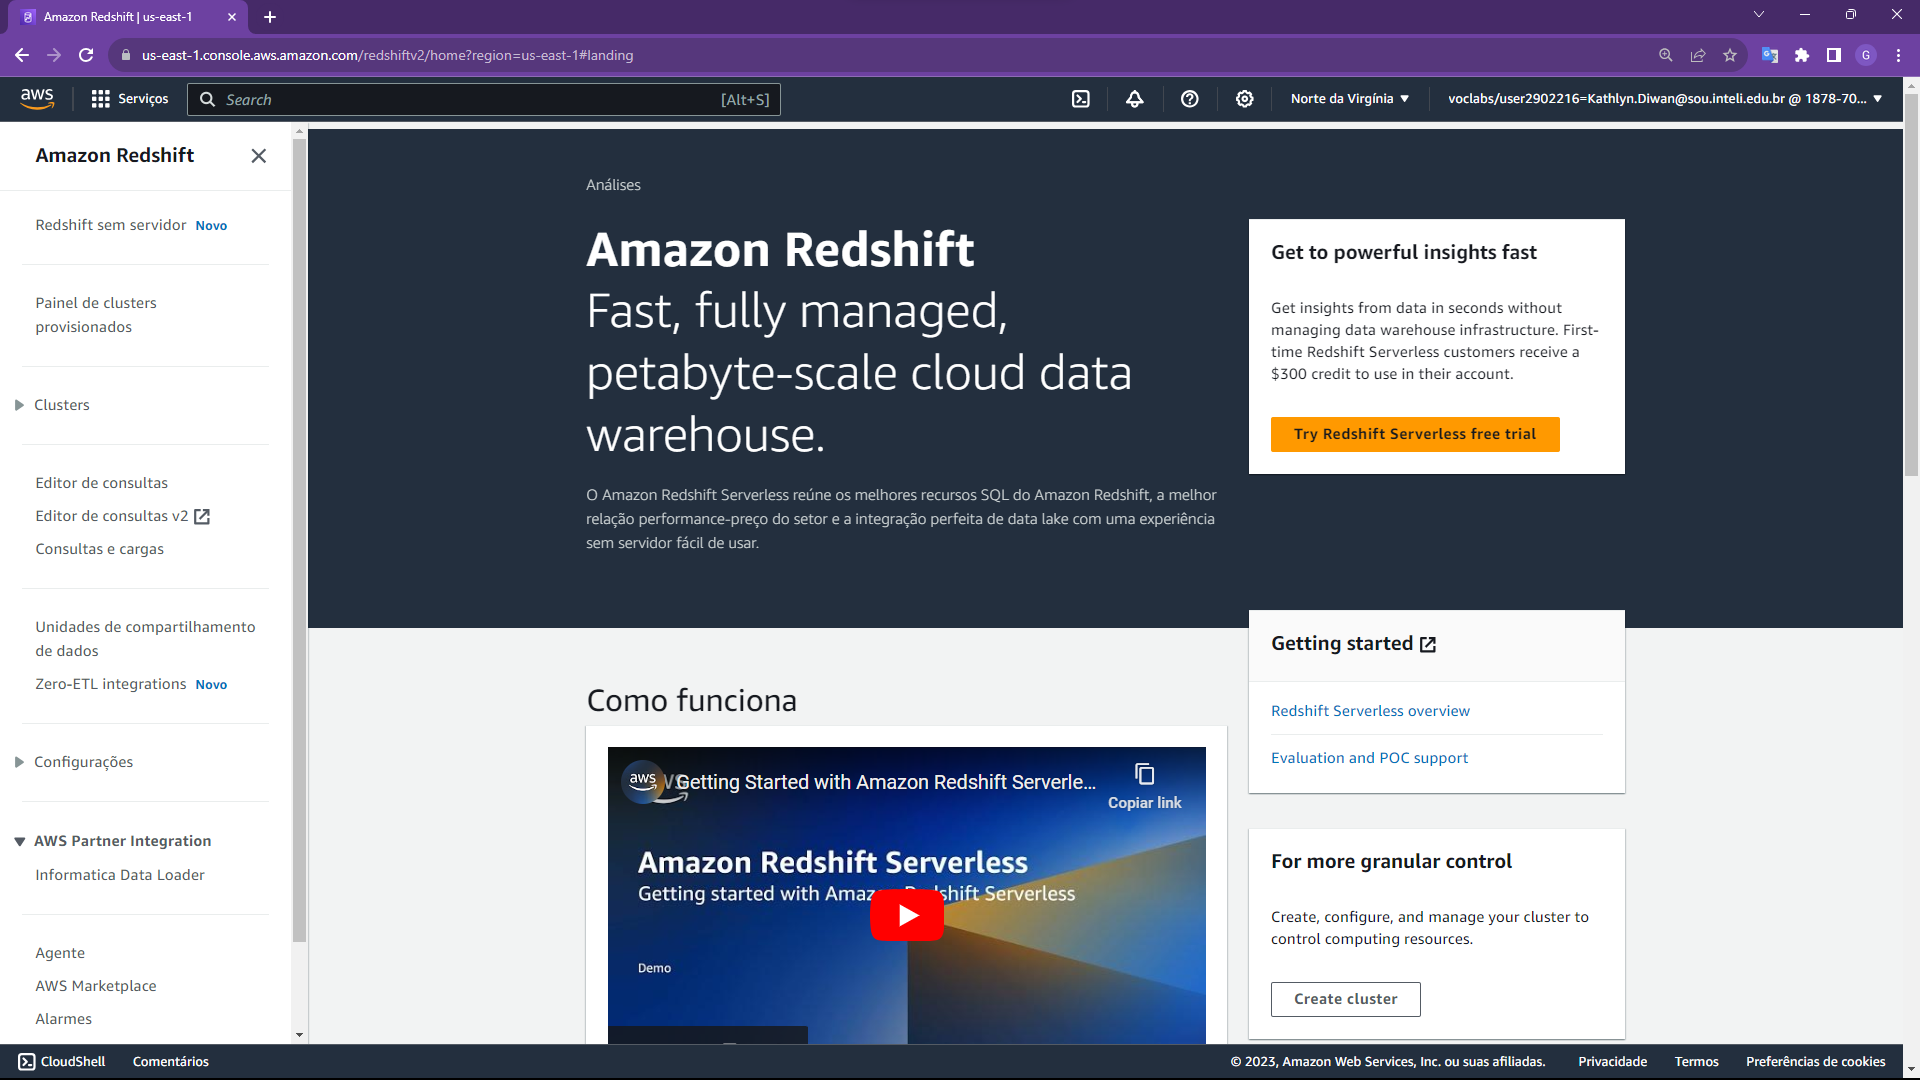 Amazon Redshift | us-east-1
us-east-1.console.aws.amazon.com/redshiftv2/home?region=us-east-1#landing
G
aws
Serviços
Search
[Alt+S]
Norte da Virgínia
voclabs/user2902216=Kathlyn.Diwan@sou.inteli.edu.br @ 1878-70...
Amazon Redshift
Redshift sem servidor Novo
Painel de clusters
provisionados
Clusters
Editor de consultas
Editor de consultas v2
Consultas e cargas
Unidades de compartilhamento
de dados
Zero-ETL integrations Novo
Configurações
AWS Partner Integration
Informatica Data Loader
Agente
AWS Marketplace
Alarmes
Análises
Amazon Redshift
Fast, fully managed,
petabyte-scale cloud data
warehouse.
O Amazon Redshift Serverless reúne os melhores recursos SQL do Amazon Redshift, a melhor
relação performance-preço do setor e a integração perfeita de data lake com uma experiência
sem servidor fácil de usar.
Get to powerful insights fast
Get insights from data in seconds without
managing data warehouse infrastructure. First-
time Redshift Serverless customers receive a
$300 credit to use in their account.
Try Redshift Serverless free trial
Como funciona
aws
Getting Started with Amazon Redshift Serverle...
Copiar link
Amazon Redshift Serverless
Getting started with Amazon Redshift Serverless
Demo
Getting started
Redshift Serverless overview
Evaluation and POC support
For more granular control
Create, configure, and manage your cluster to
control computing resources.
Create cluster
CloudShell
Comentários
© 2023, Amazon Web Services, Inc. ou suas afiliadas.
Privacidade
Termos
Preferências de cookies